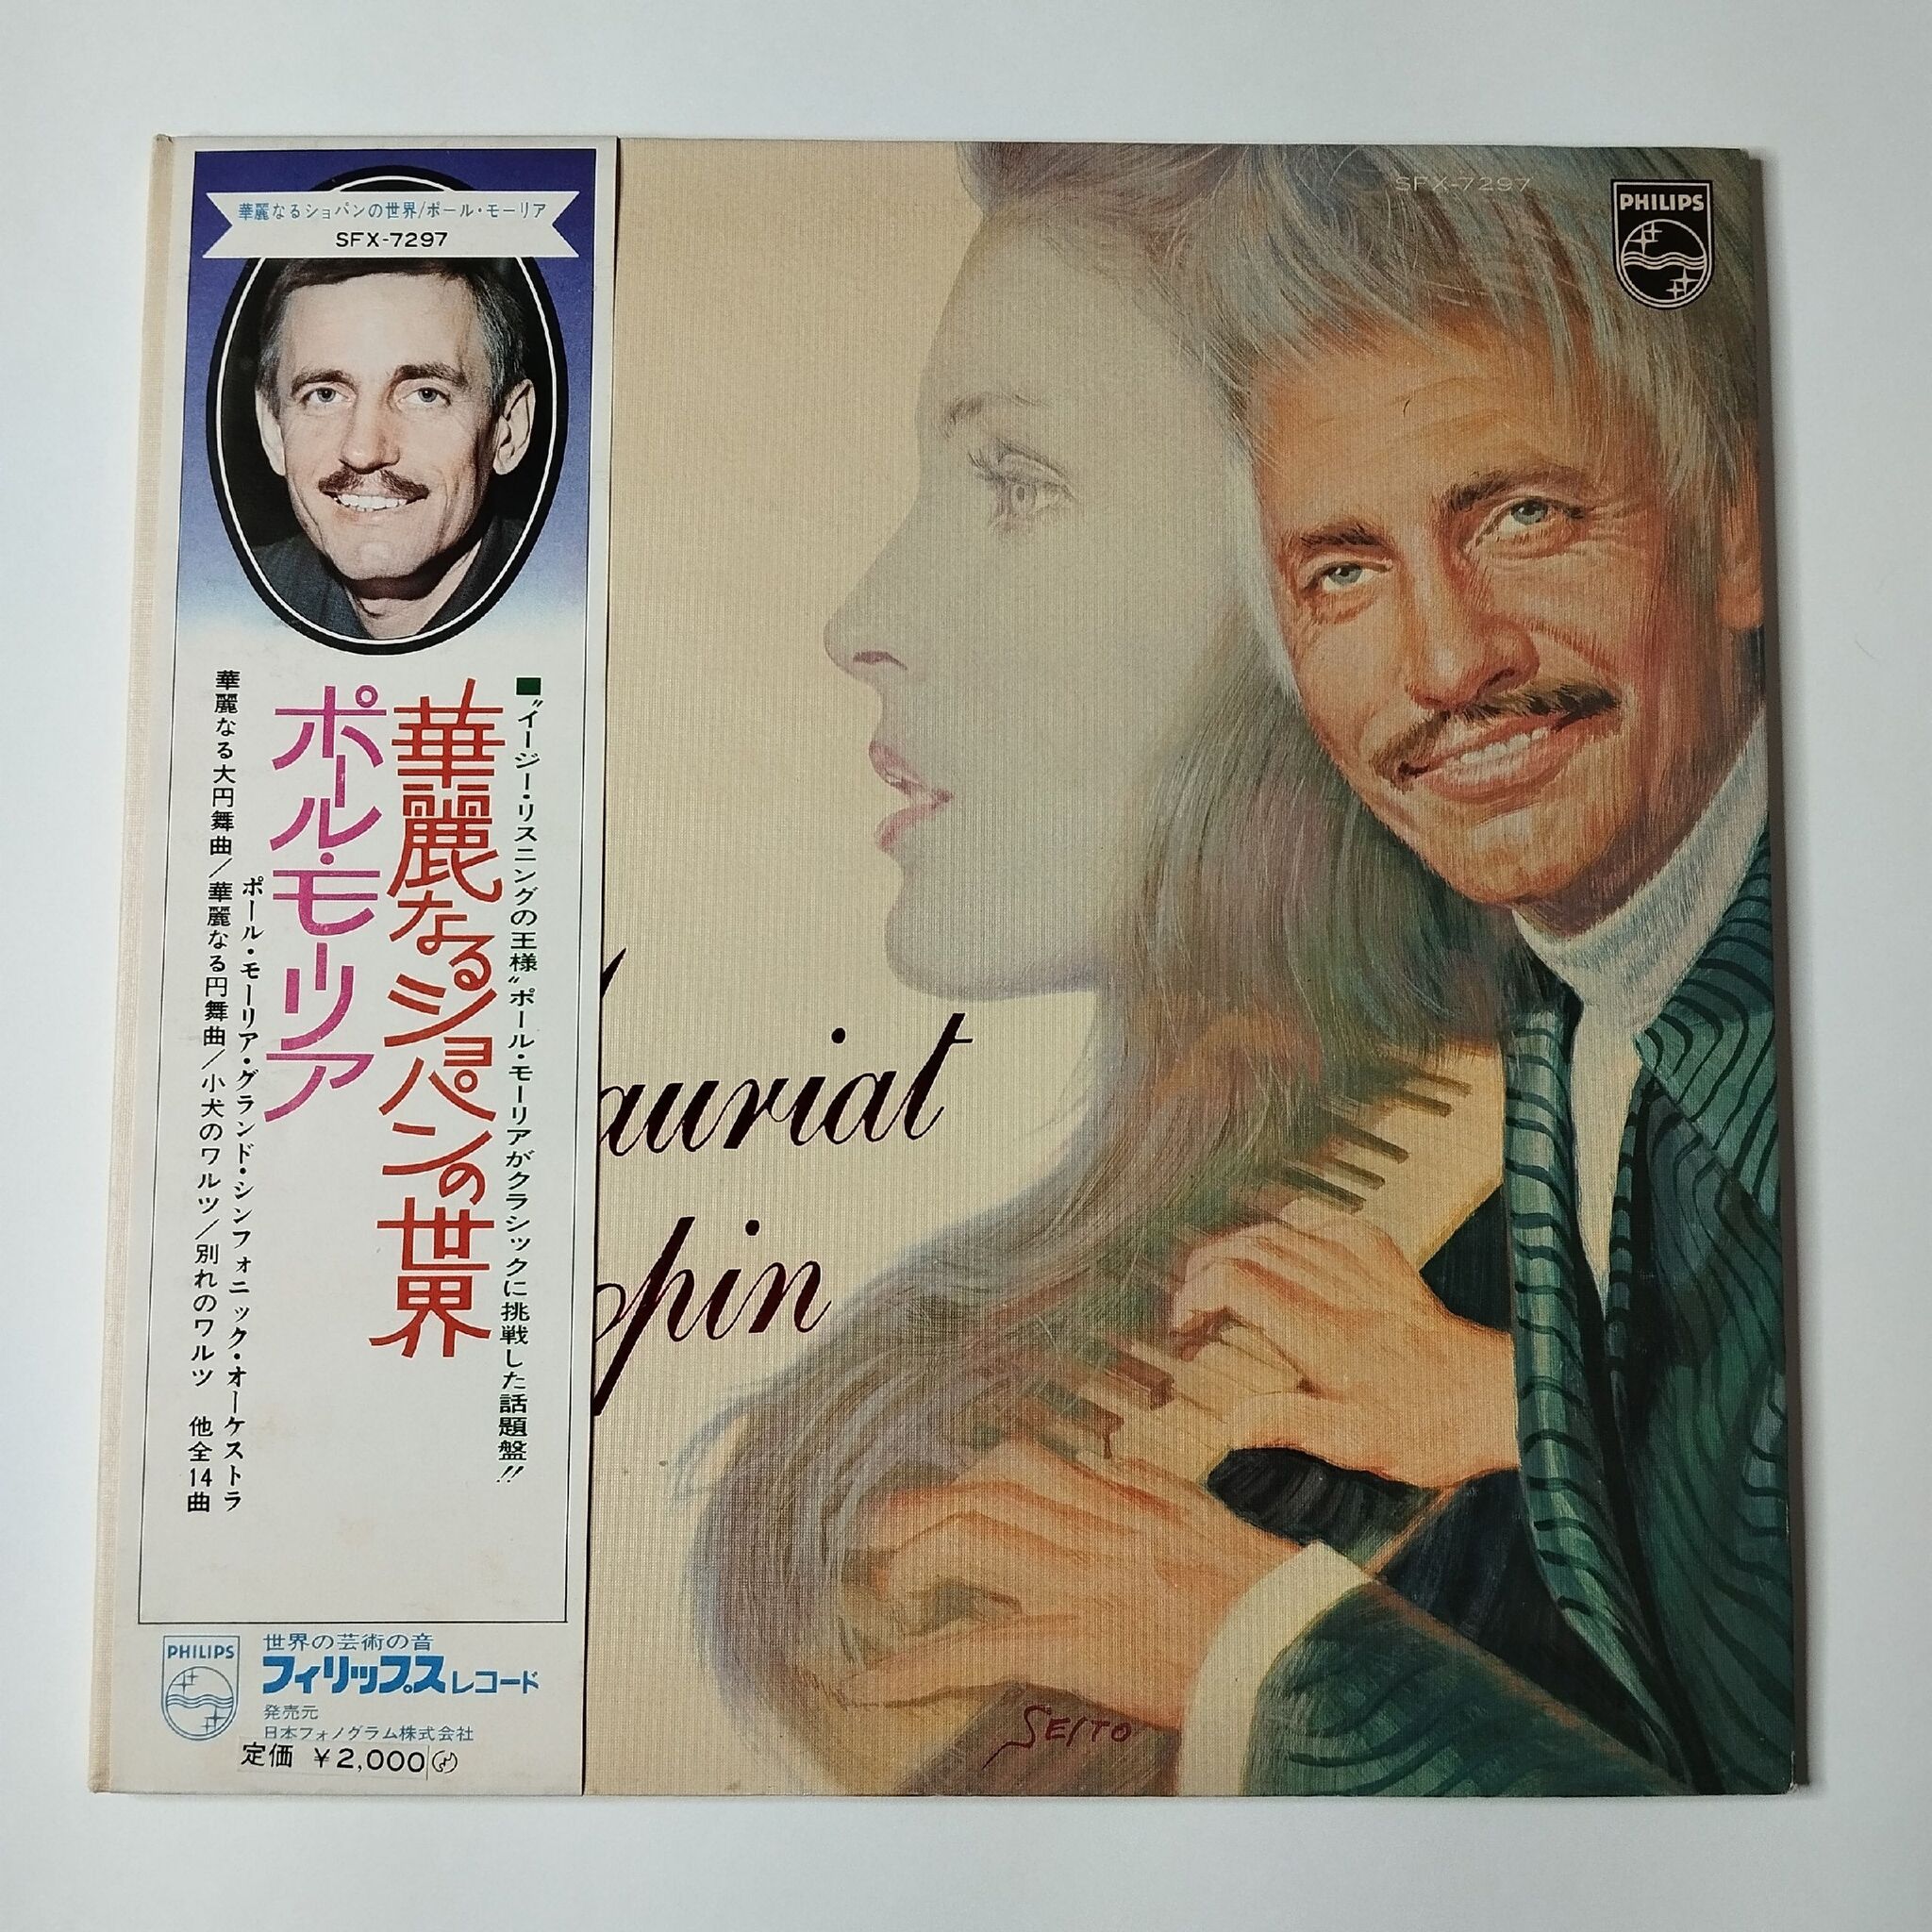 華麗なるショパンの世界/ポール・モーリア
SFX-7297
■〝イージー・リスニングの王様〟ポール・モーリアがクラシックに挑戦した話題盤!!
華麗なるショパンの世界
ポール・モーリア
ポール・モーリア・グランド・シンフォニック・オーケストラ
華麗なる大円舞曲/華麗なる円舞曲/小犬のワルツ/別れのワルツ 他全14曲
PHILIPS
世界の芸術の音
フィリップスレコード
発売元
日本フォノグラム株式会社
定価 ¥2,000
SFX-7297
PHILIPS
auriat
pin
SEITO